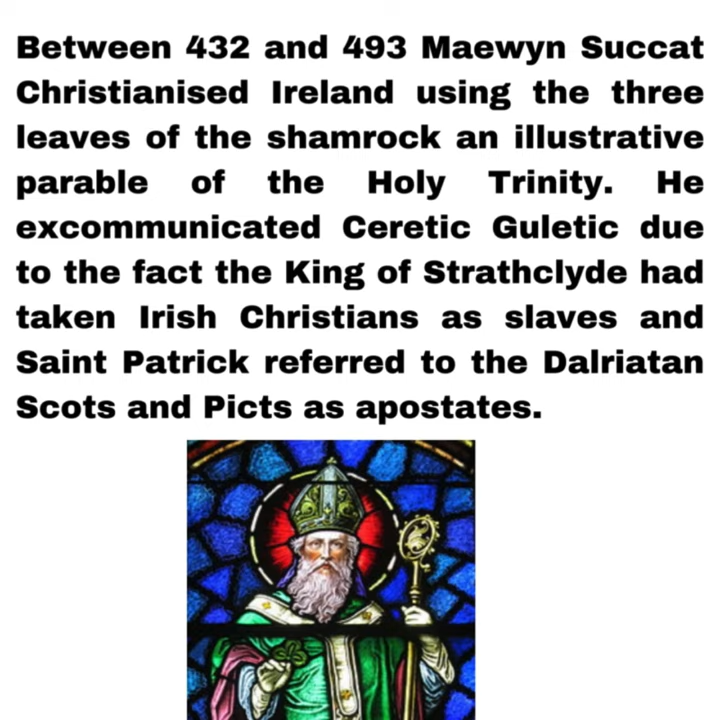 Between 432 and 493 Maewyn Succat
Christianised Ireland using the three
leaves of the shamrock an illustrative
parable of the Holy Trinity. He
excommunicated Ceretic Guletic due
to the fact the King of Strathclyde had
taken Irish Christians as slaves and
Saint Patrick referred to the Dalriatan
Scots and Picts as apostates.